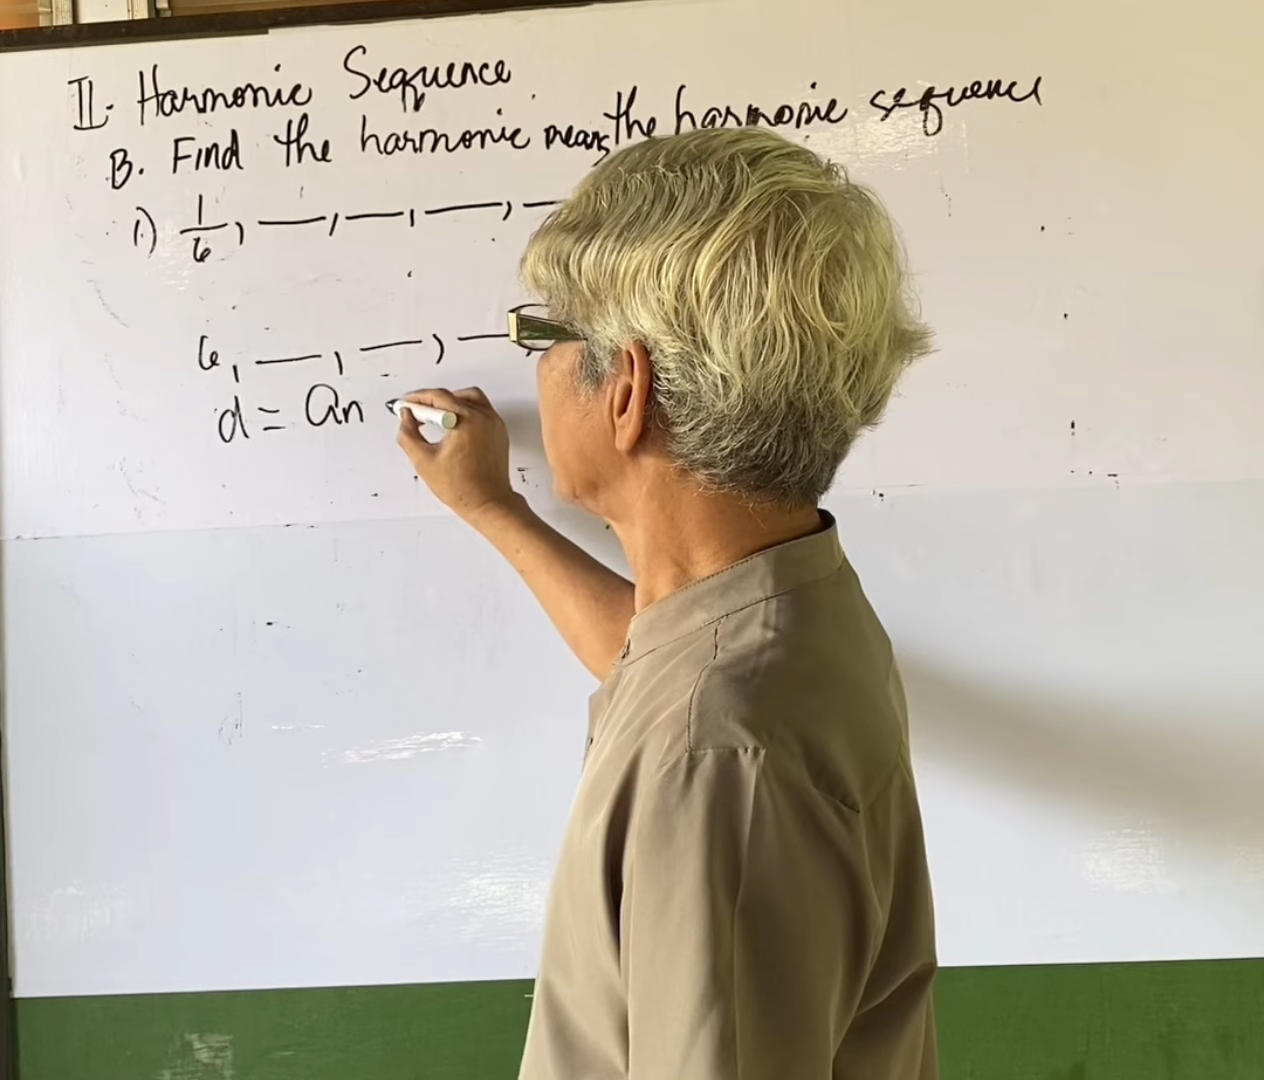 II. Harmonic Sequence
B. Find the harmonic means the harmonic sequence
1) 1/6, __, __, __, __
6, __, __, __
d = an